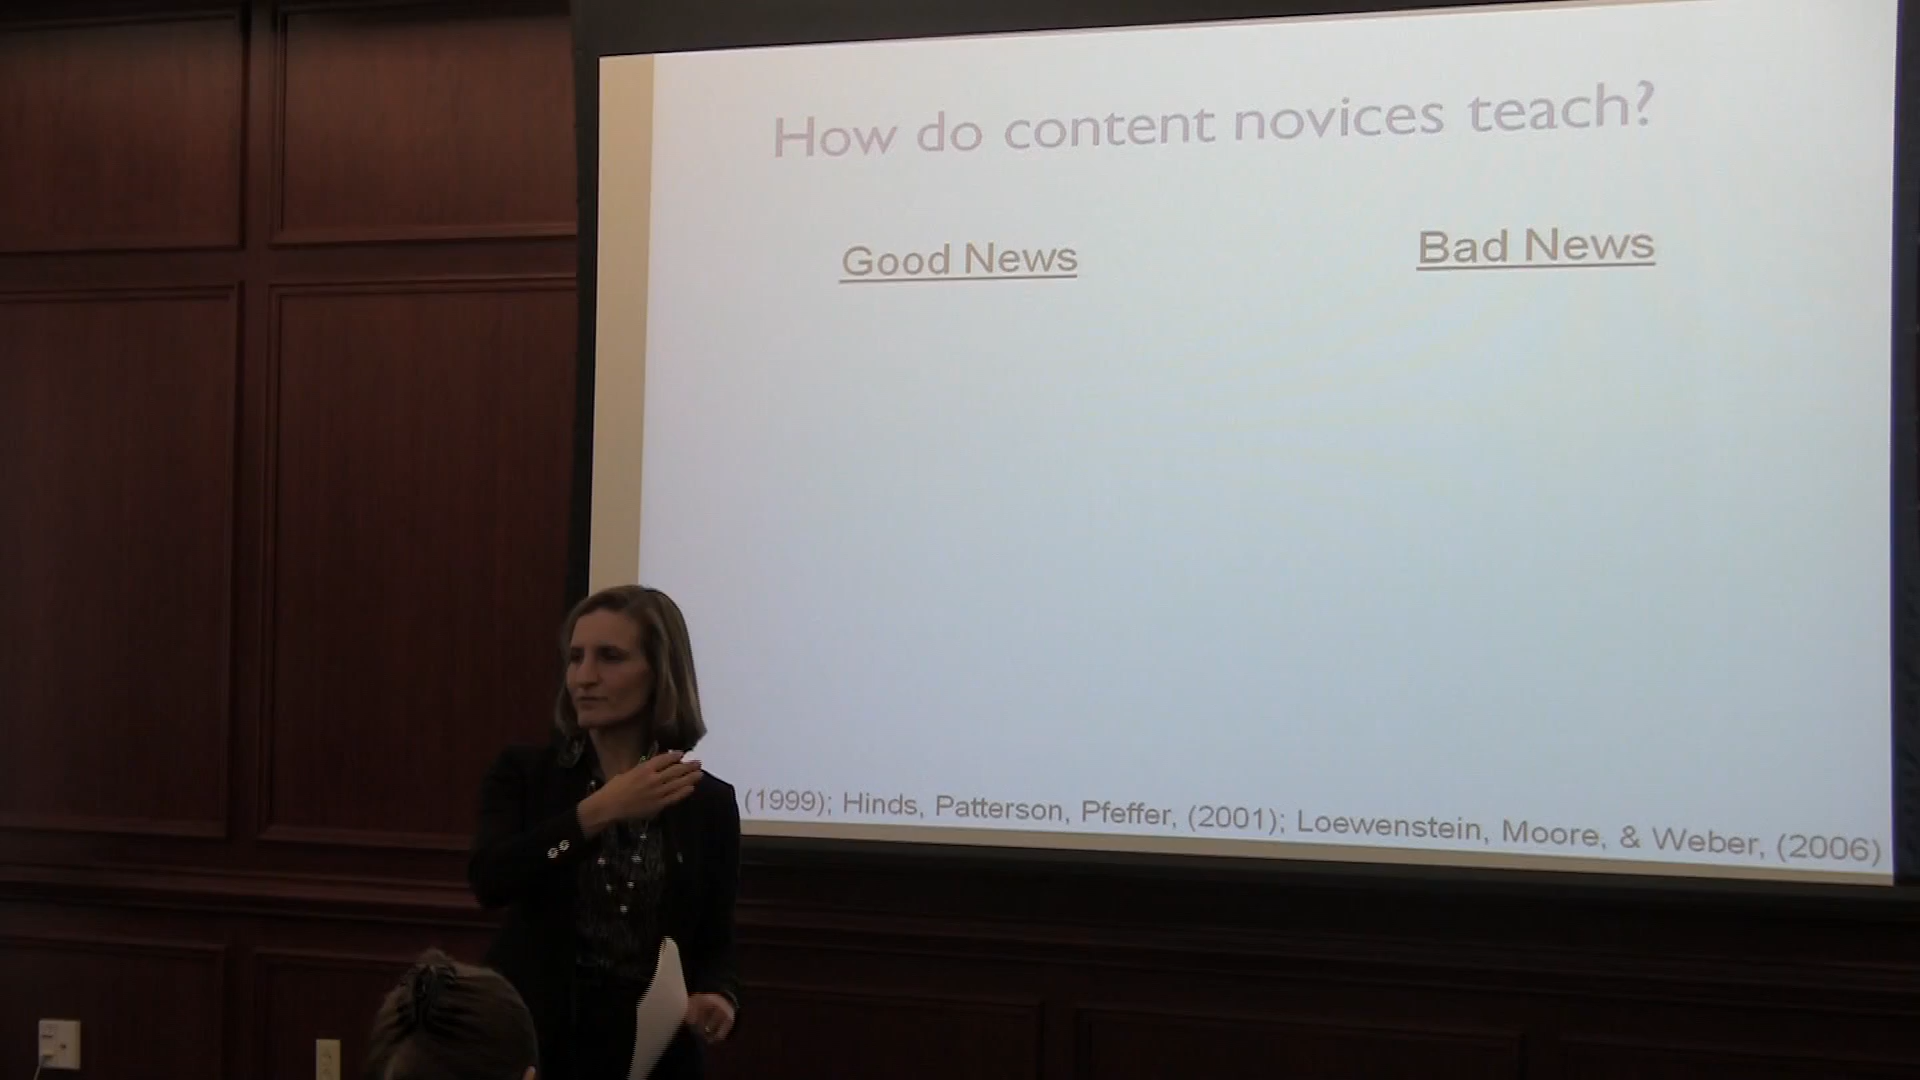 How do content novices teach?
Good News
Bad News
(1999); Hinds, Patterson, Pfeffer, (2001); Loewenstein, Moore, & Weber, (2006)